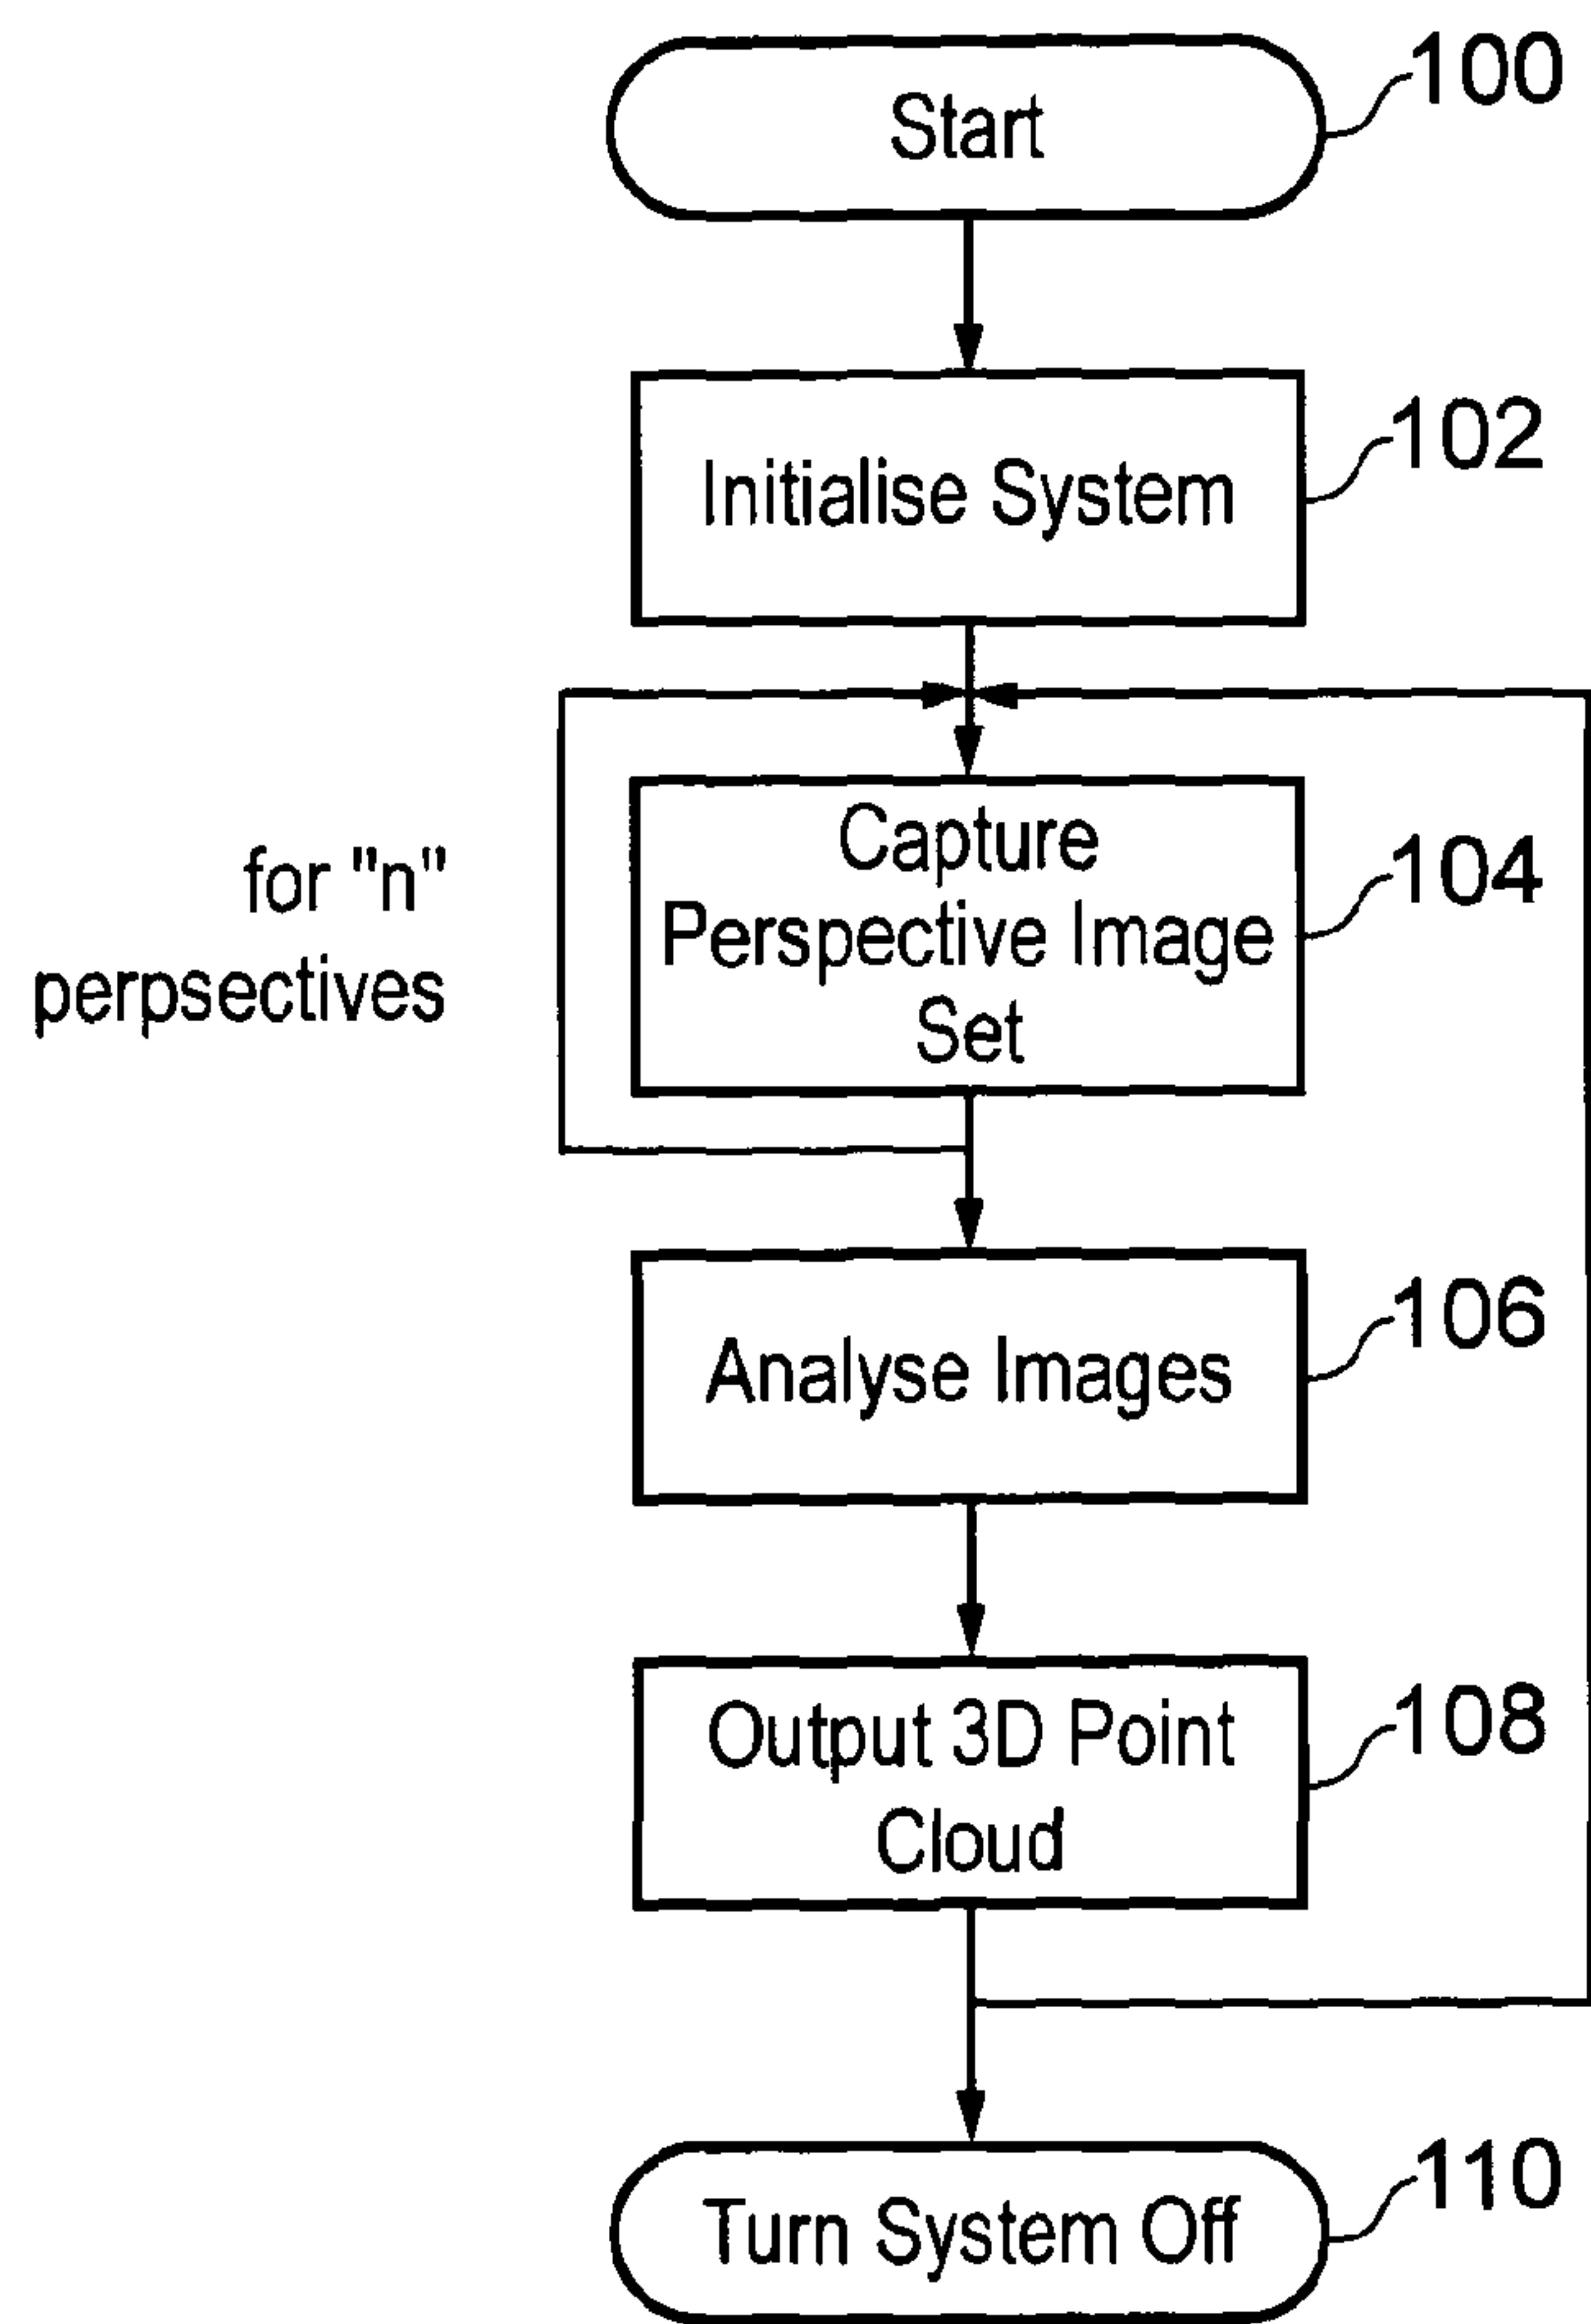 Start
100
Initialise System
102
for "n"
perpsectives
Capture
Perspective Image
Set
104
Analyse Images
106
Output 3D Point
Cloud
108
Turn System Off
110